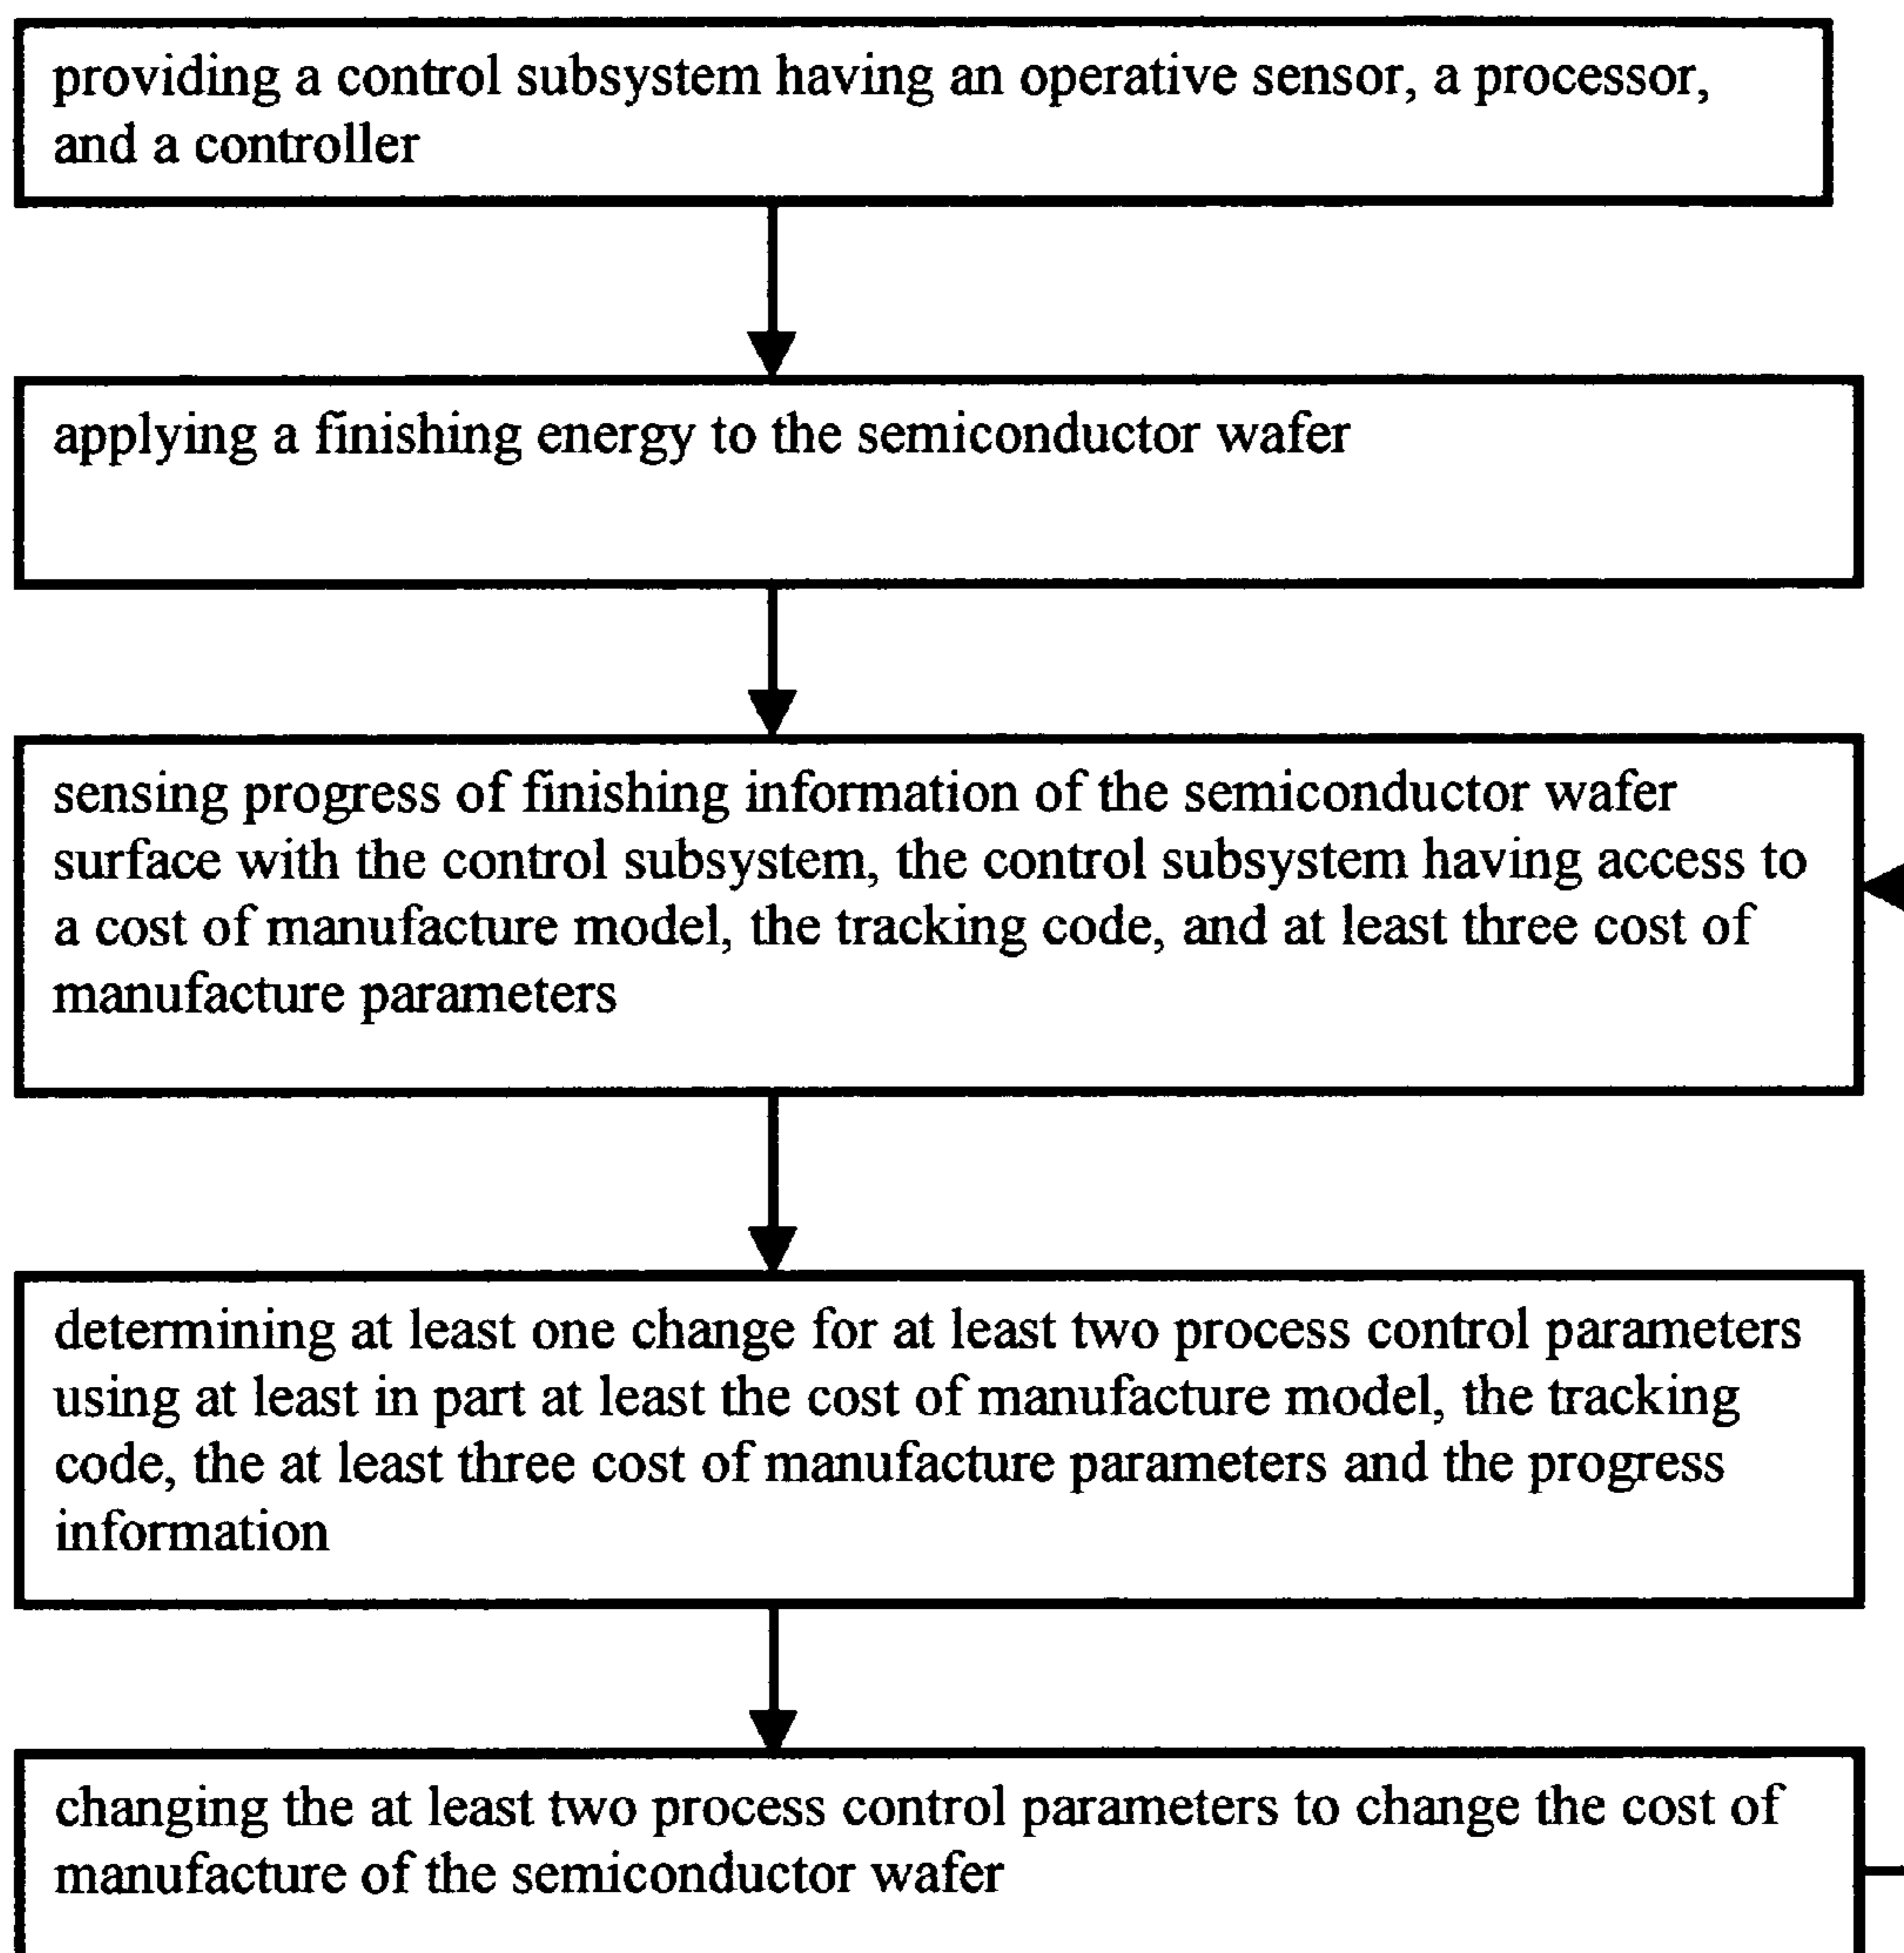 providing a control subsystem having an operative sensor, a processor,
and a controller
applying a finishing energy to the semiconductor wafer
sensing progress of finishing information of the semiconductor wafer
surface with the control subsystem, the control subsystem having access to
a cost of manufacture model, the tracking code, and at least three cost of
manufacture parameters
determining at least one change for at least two process control parameters
using at least in part at least the cost of manufacture model, the tracking
code, the at least three cost of manufacture parameters and the progress
information
changing the at least two process control parameters to change the cost of
manufacture of the semiconductor wafer